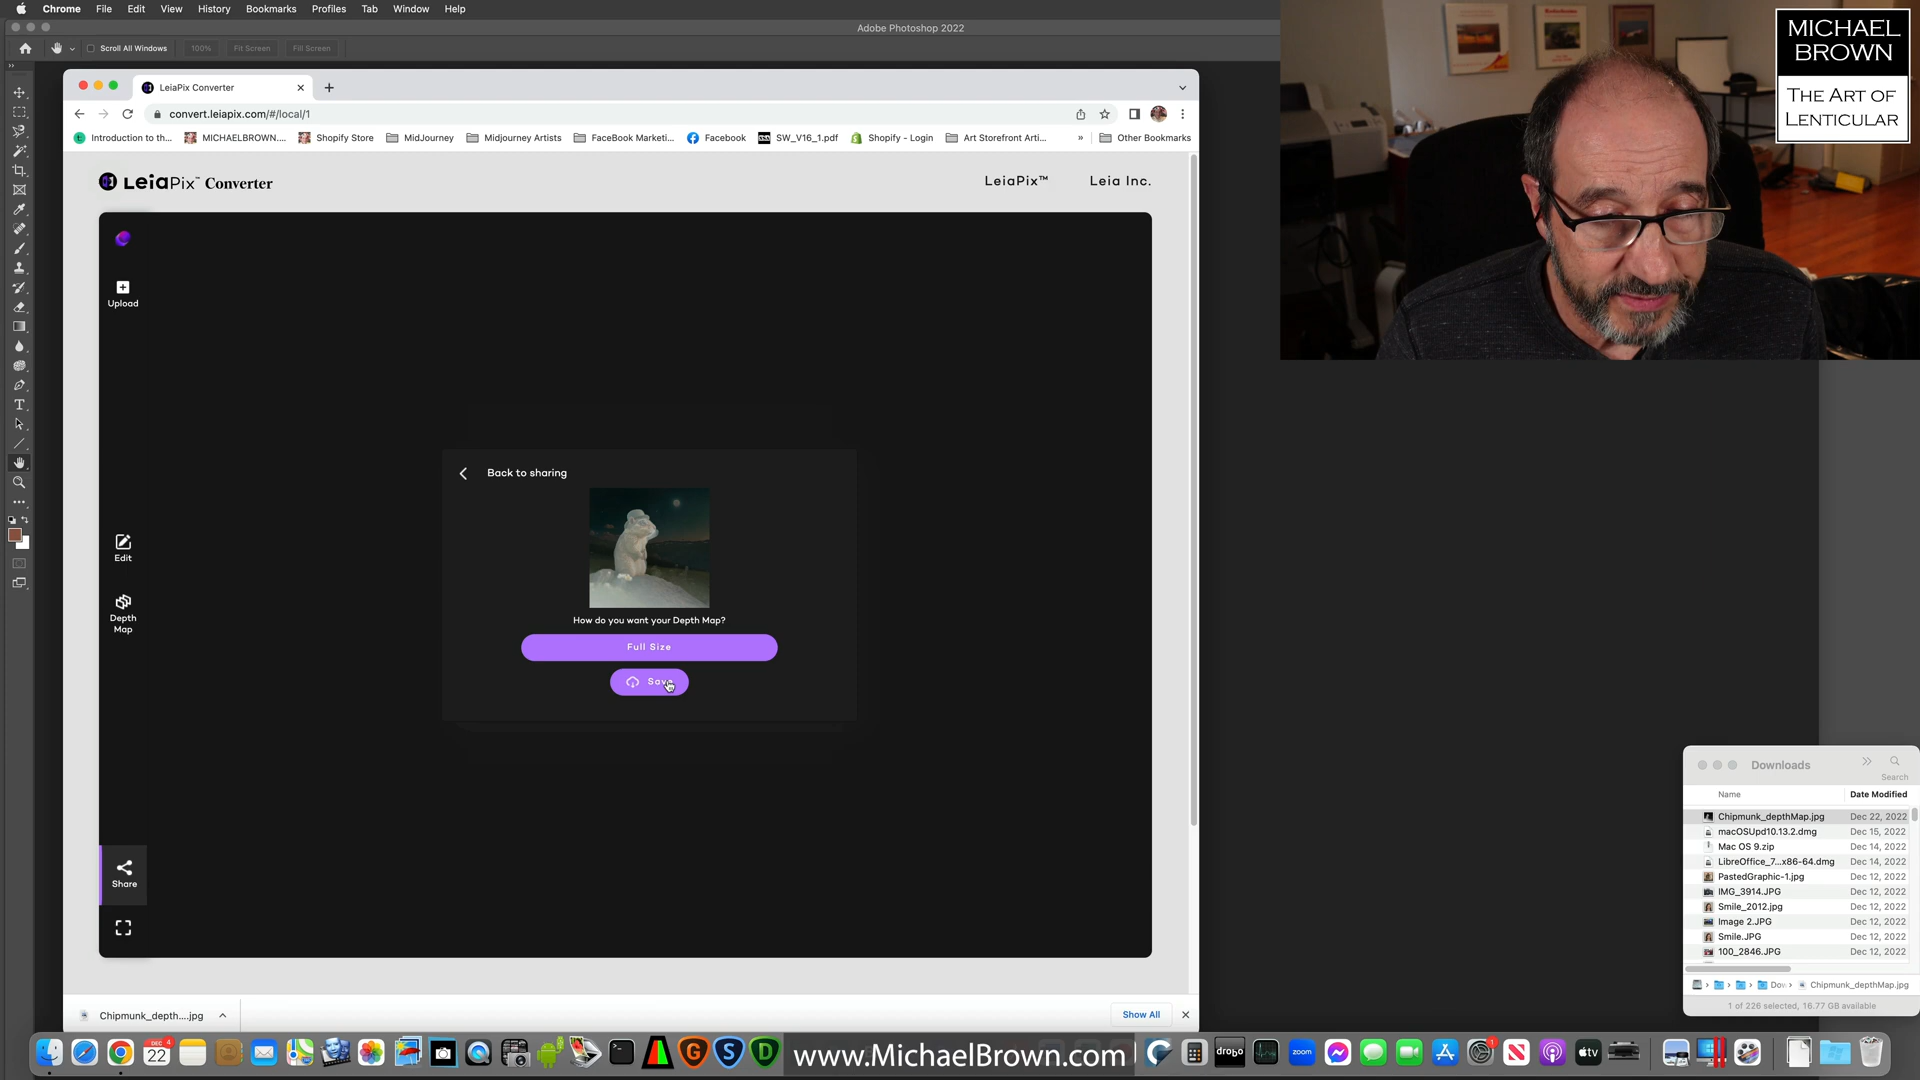 Chrome File Edit View History Bookmarks Profiles Tab Window Help
Adobe Photoshop 2022
Scroll All Windows 100% Fit Screen Fill Screen
MICHAEL
BROWN
THE ART OF
LENTICULAR
LeiaPix Converter
convert.leiapix.com/#/local/1
Introduction to th... MICHAELBROWN.... Shopify Store MidJourney Midjourney Artists FaceBook Marketi... Facebook SW_V16_1.pdf Shopify - Login Art Storefront Arti... » Other Bookmarks
LeiaPix™ Converter
LeiaPix™ Leia Inc.
Upload
Edit
Depth
Map
Share
Back to sharing
How do you want your Depth Map?
Full Size
Save
Downloads
Search
Name Date Modified
Chipmunk_depthMap.jpg Dec 22, 2022
macOSUpd10.13.2.dmg Dec 15, 2022
Mac OS 9.zip Dec 14, 2022
LibreOffice_7...x86-64.dmg Dec 14, 2022
PastedGraphic-1.jpg Dec 12, 2022
IMG_3914.JPG Dec 12, 2022
Smile_2012.jpg Dec 12, 2022
Image 2.JPG Dec 12, 2022
Smile.JPG Dec 12, 2022
100_2846.JPG Dec 12, 2022
Dow Chipmunk_depthMap.jpg
1 of 226 selected, 16.77 GB available
Chipmunk_depth....jpg
Show All
DEC 4
22
G S D
www.MichaelBrown.com
drobo zoom 1 tv